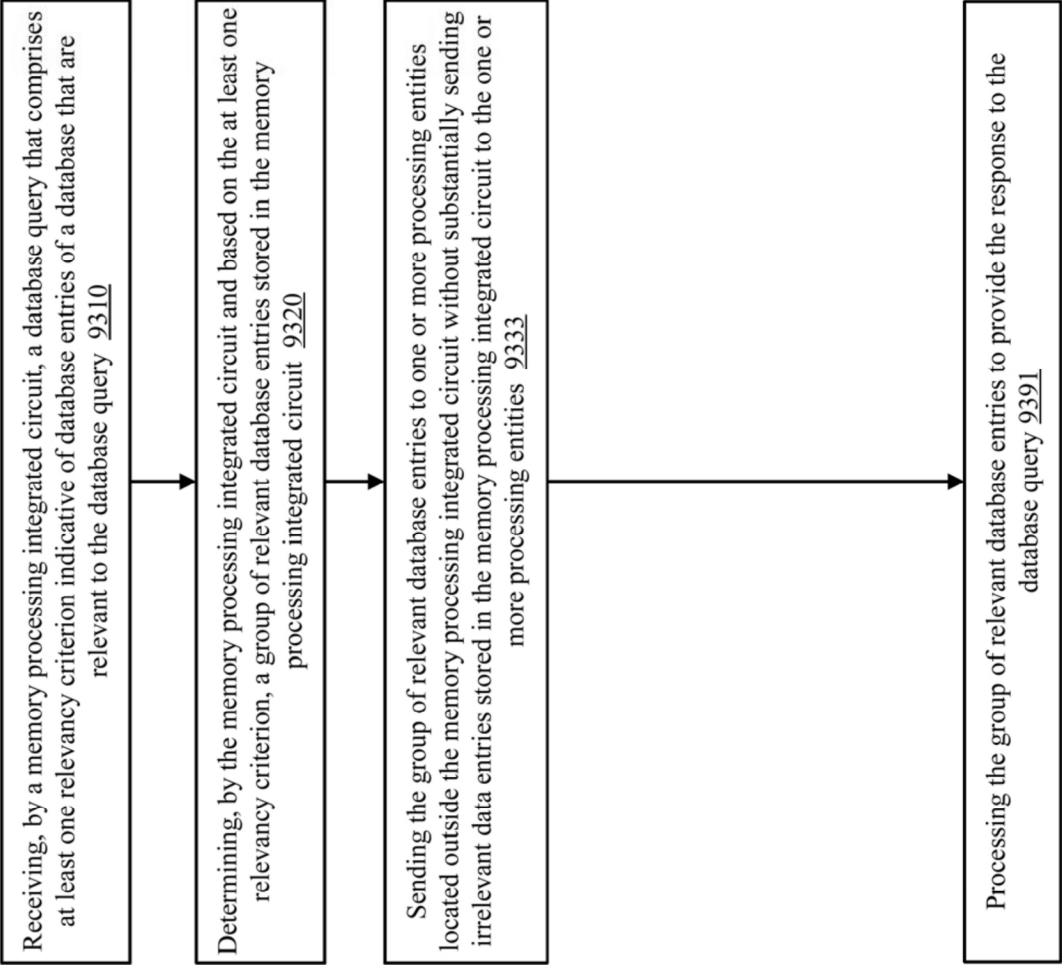 Receiving, by a memory processing integrated circuit, a database query that comprises
at least one relevancy criterion indicative of database entries of a database that are
relevant to the database query 9310
Determining, by the memory processing integrated circuit and based on the at least one
relevancy criterion, a group of relevant database entries stored in the memory
processing integrated circuit 9320
Sending the group of relevant database entries to one or more processing entities
located outside the memory processing integrated circuit without substantially sending
irrelevant data entries stored in the memory processing integrated circuit to the one or
more processing entities 9333
Processing the group of relevant database entries to provide the response to the
database query 9391